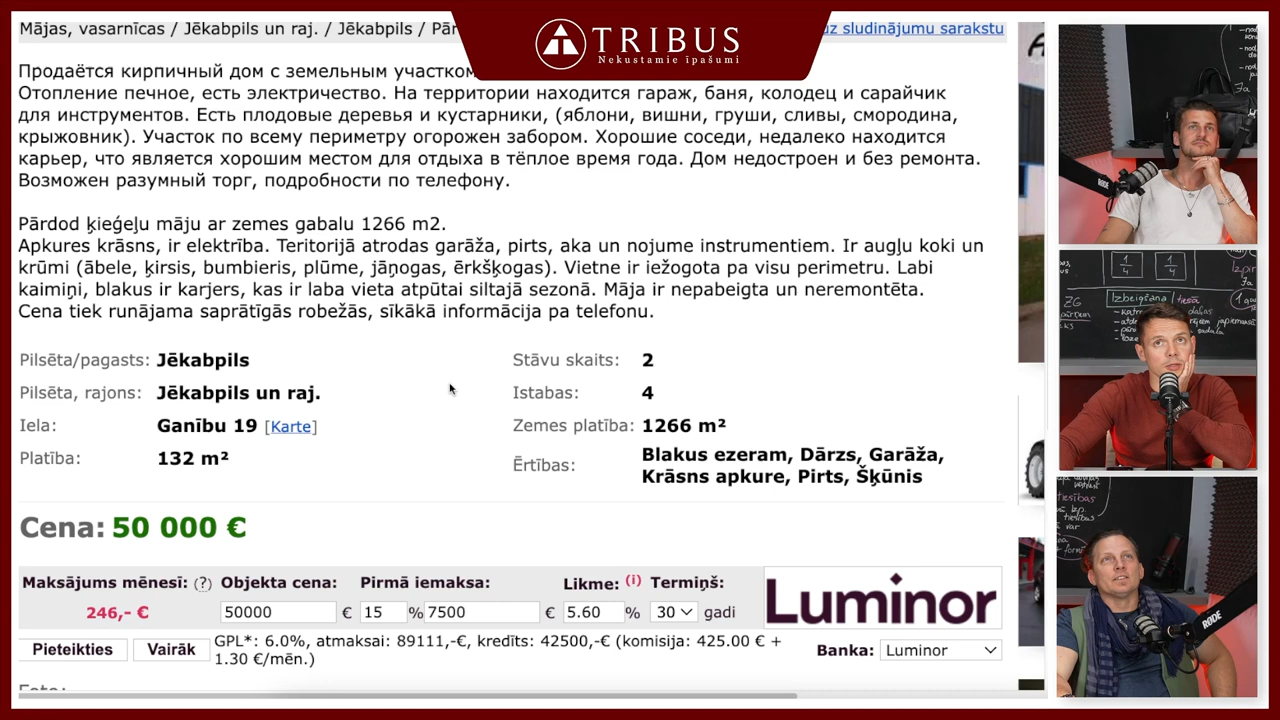 TRIBUS
Nekustamie īpašumi
Mājas, vasarnīcas / Jēkabpils un raj. / Jēkabpils / Pār
uz sludinājumu sarakstu
Продаётся кирпичный дом с земельным участком
Отопление печное, есть электричество. На территории находится гараж, баня, колодец и сарайчик
для инструментов. Есть плодовые деревья и кустарники, (яблони, вишни, груши, сливы, смородина,
крыжовник). Участок по всему периметру огорожен забором. Хорошие соседи, недалеко находится
карьер, что является хорошим местом для отдыха в тёплое время года. Дом недостроен и без ремонта.
Возможен разумный торг, подробности по телефону.
Pārdod ķieģeļu māju ar zemes gabalu 1266 m2.
Apkures krāsns, ir elektrība. Teritorijā atrodas garāža, pirts, aka un nojume instrumentiem. Ir augļu koki un
krūmi (ābele, ķirsis, bumbieris, plūme, jāņogas, ērkšķogas). Vietne ir iežogota pa visu perimetru. Labi
kaimiņi, blakus ir karjers, kas ir laba vieta atpūtai siltajā sezonā. Māja ir nepabeigta un neremontēta.
Cena tiek runājama saprātīgās robežās, sīkākā informācija pa telefonu.
Pilsēta/pagasts: Jēkabpils
Pilsēta, rajons: Jēkabpils un raj.
Iela: Ganību 19 [Karte]
Platība: 132 m²
Stāvu skaits: 2
Istabas: 4
Zemes platība: 1266 m²
Ērtības: Blakus ezeram, Dārzs, Garāža,
Krāsns apkure, Pirts, Šķūnis
Cena: 50 000 €
Maksājums mēnesī: (?) Objekta cena: Pirmā iemaksa: Likme: (i) Termiņš:
246,- € 50000 € 15 % 7500 € 5.60 % 30 gadi
Luminor
Pieteikties Vairāk
GPL*: 6.0%, atmaksai: 89111,-€, kredīts: 42500,-€ (komisija: 425.00 € +
1.30 €/mēn.)
Banka: Luminor
RODE
1/4 1/4
Izbeigšana
tiesā
ZG
RODE